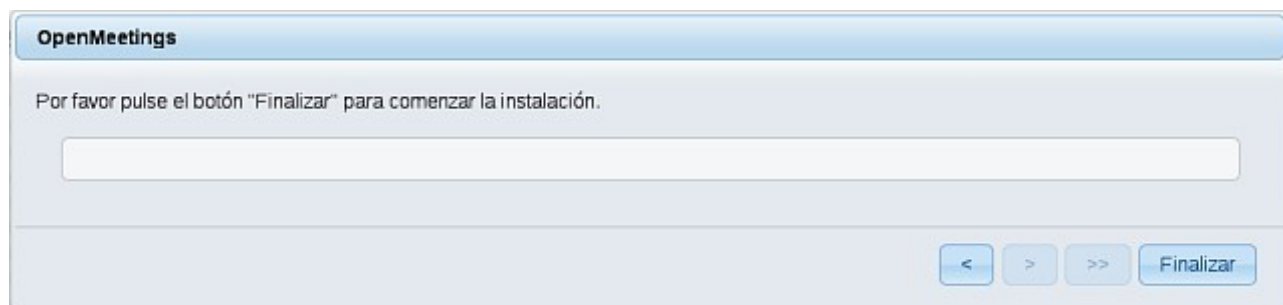 OpenMeetings
Por favor pulse el botón "Finalizar" para comenzar la instalación.
< > >> Finalizar